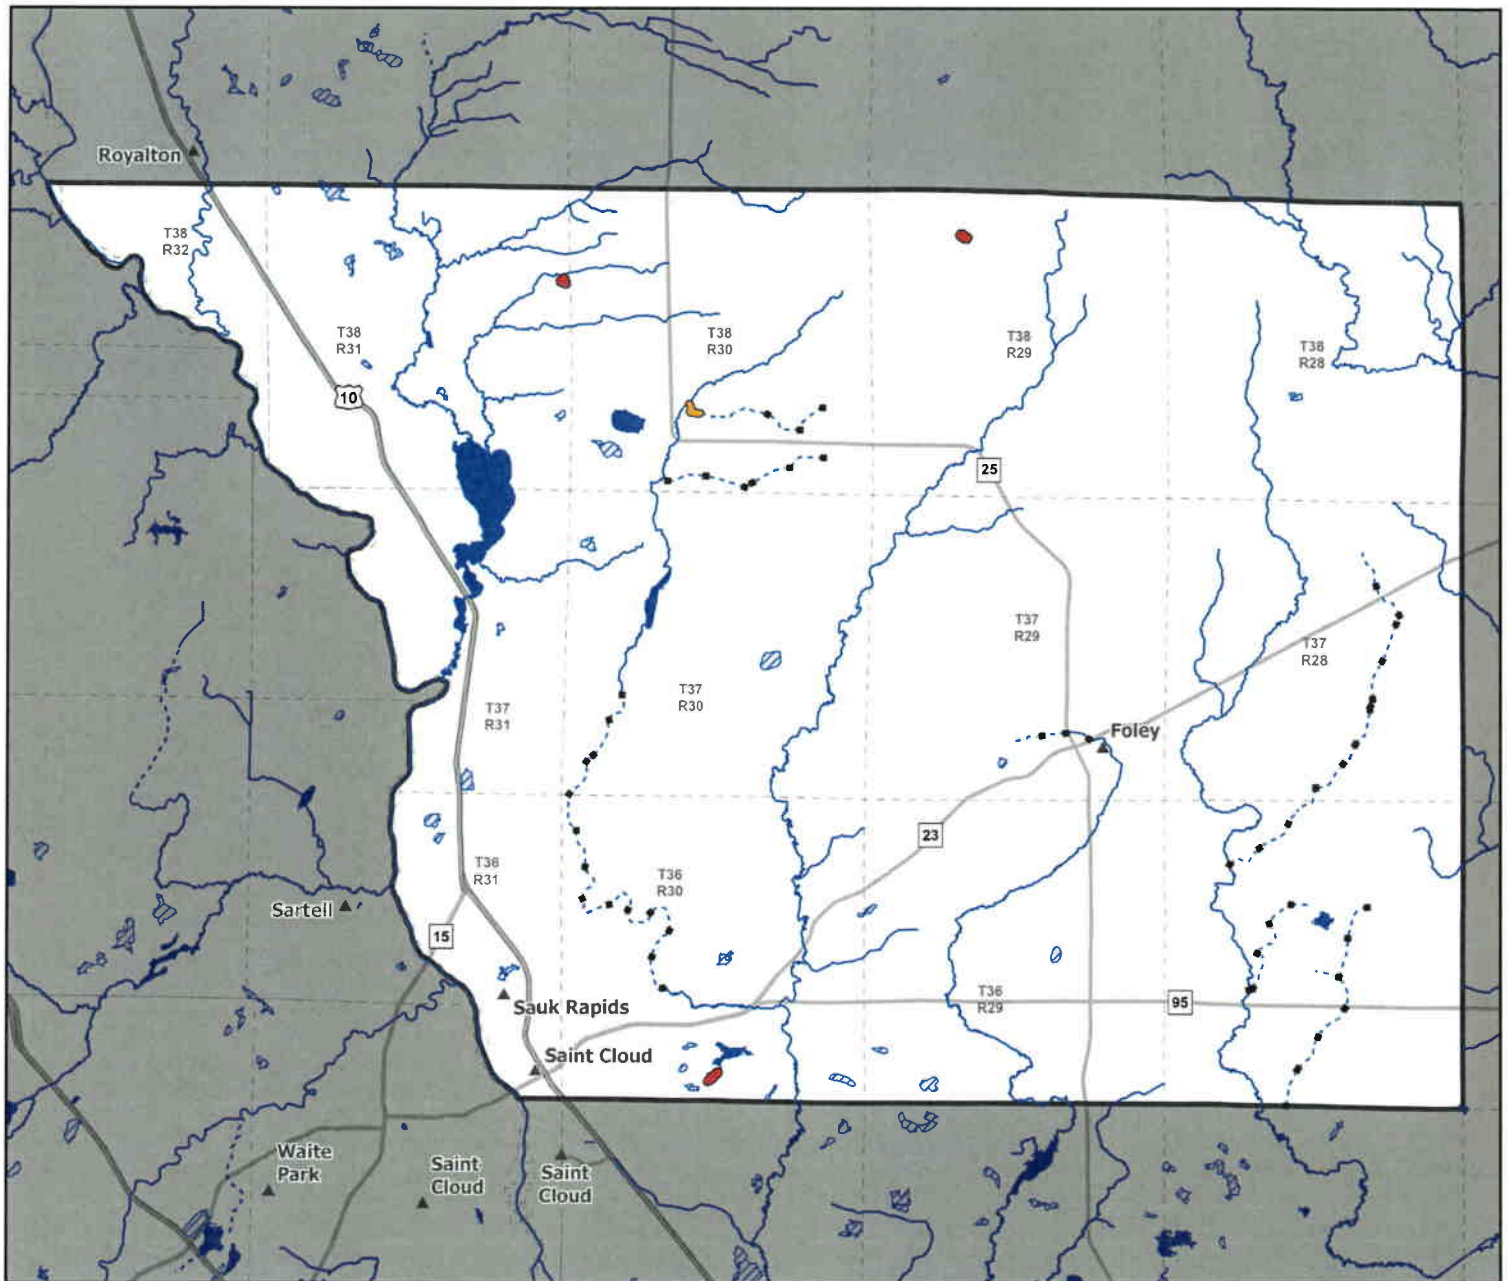 Royalton
T38
R32
T38
R31
T38
R30
T38
R29
T38
R28
10
25
T37
R29
T37
R28
T37
R30
T37
R31
Foley
23
T36
R31
T36
R30
Sartell
15
T36
R29
95
Sauk Rapids
Saint Cloud
Waite
Park
Saint
Cloud
Saint
Cloud